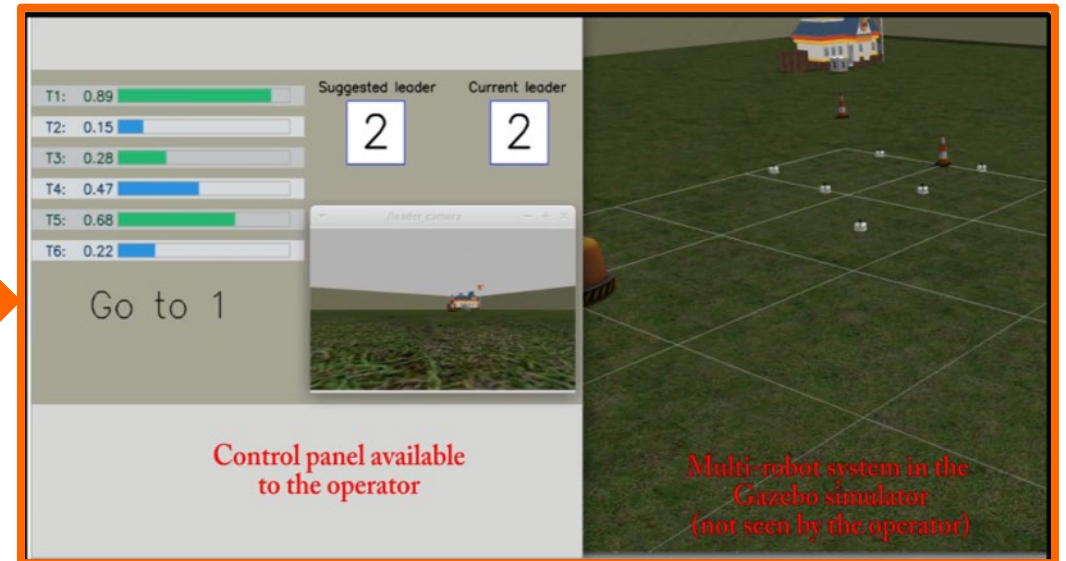 T1: 0.89
T2: 0.15
T3: 0.28
T4: 0.47
T5: 0.68
T6: 0.22
Go to 1
Suggested leader
2
Current leader
2
/leader_camera
Control panel available
to the operator
Multi-robot system in the
Gazebo simulator
(not seen by the operator)